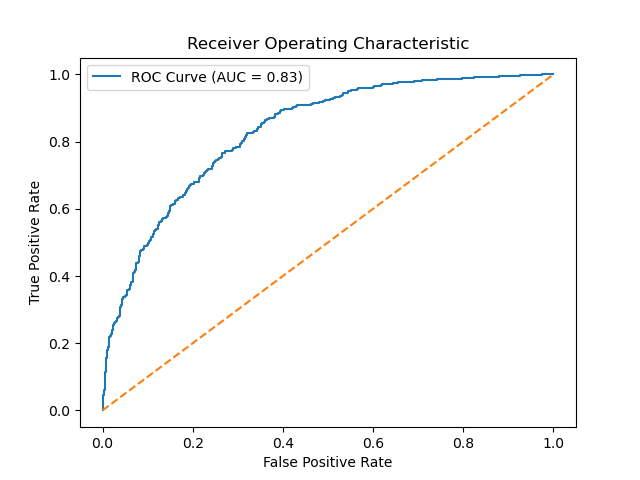 Receiver Operating Characteristic
ROC Curve (AUC = 0.83)
True Positive Rate
1.0
0.8
0.6
0.4
0.2
0.0
0.0 0.2 0.4 0.6 0.8 1.0
False Positive Rate